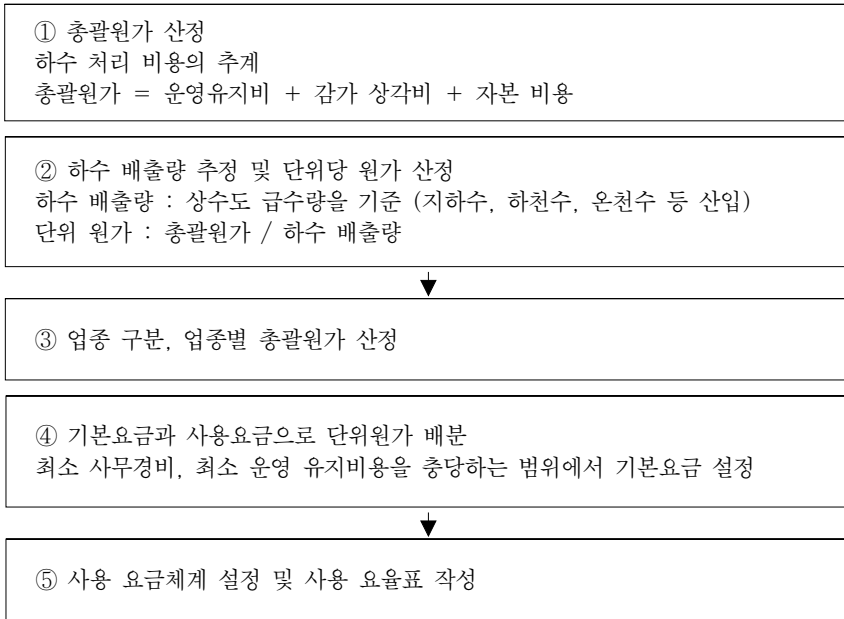 ① 총괄원가 산정
하수 처리 비용의 추계
총괄원가 = 운영유지비 + 감가 상각비 + 자본 비용
② 하수 배출량 추정 및 단위당 원가 산정
하수 배출량 : 상수도 급수량을 기준 (지하수, 하천수, 온천수 등 산입)
단위 원가 : 총괄원가 / 하수 배출량
③ 업종 구분, 업종별 총괄원가 산정
④ 기본요금과 사용요금으로 단위원가 배분
최소 사무경비, 최소 운영 유지비용을 충당하는 범위에서 기본요금 설정
⑤ 사용 요금체계 설정 및 사용 요율표 작성